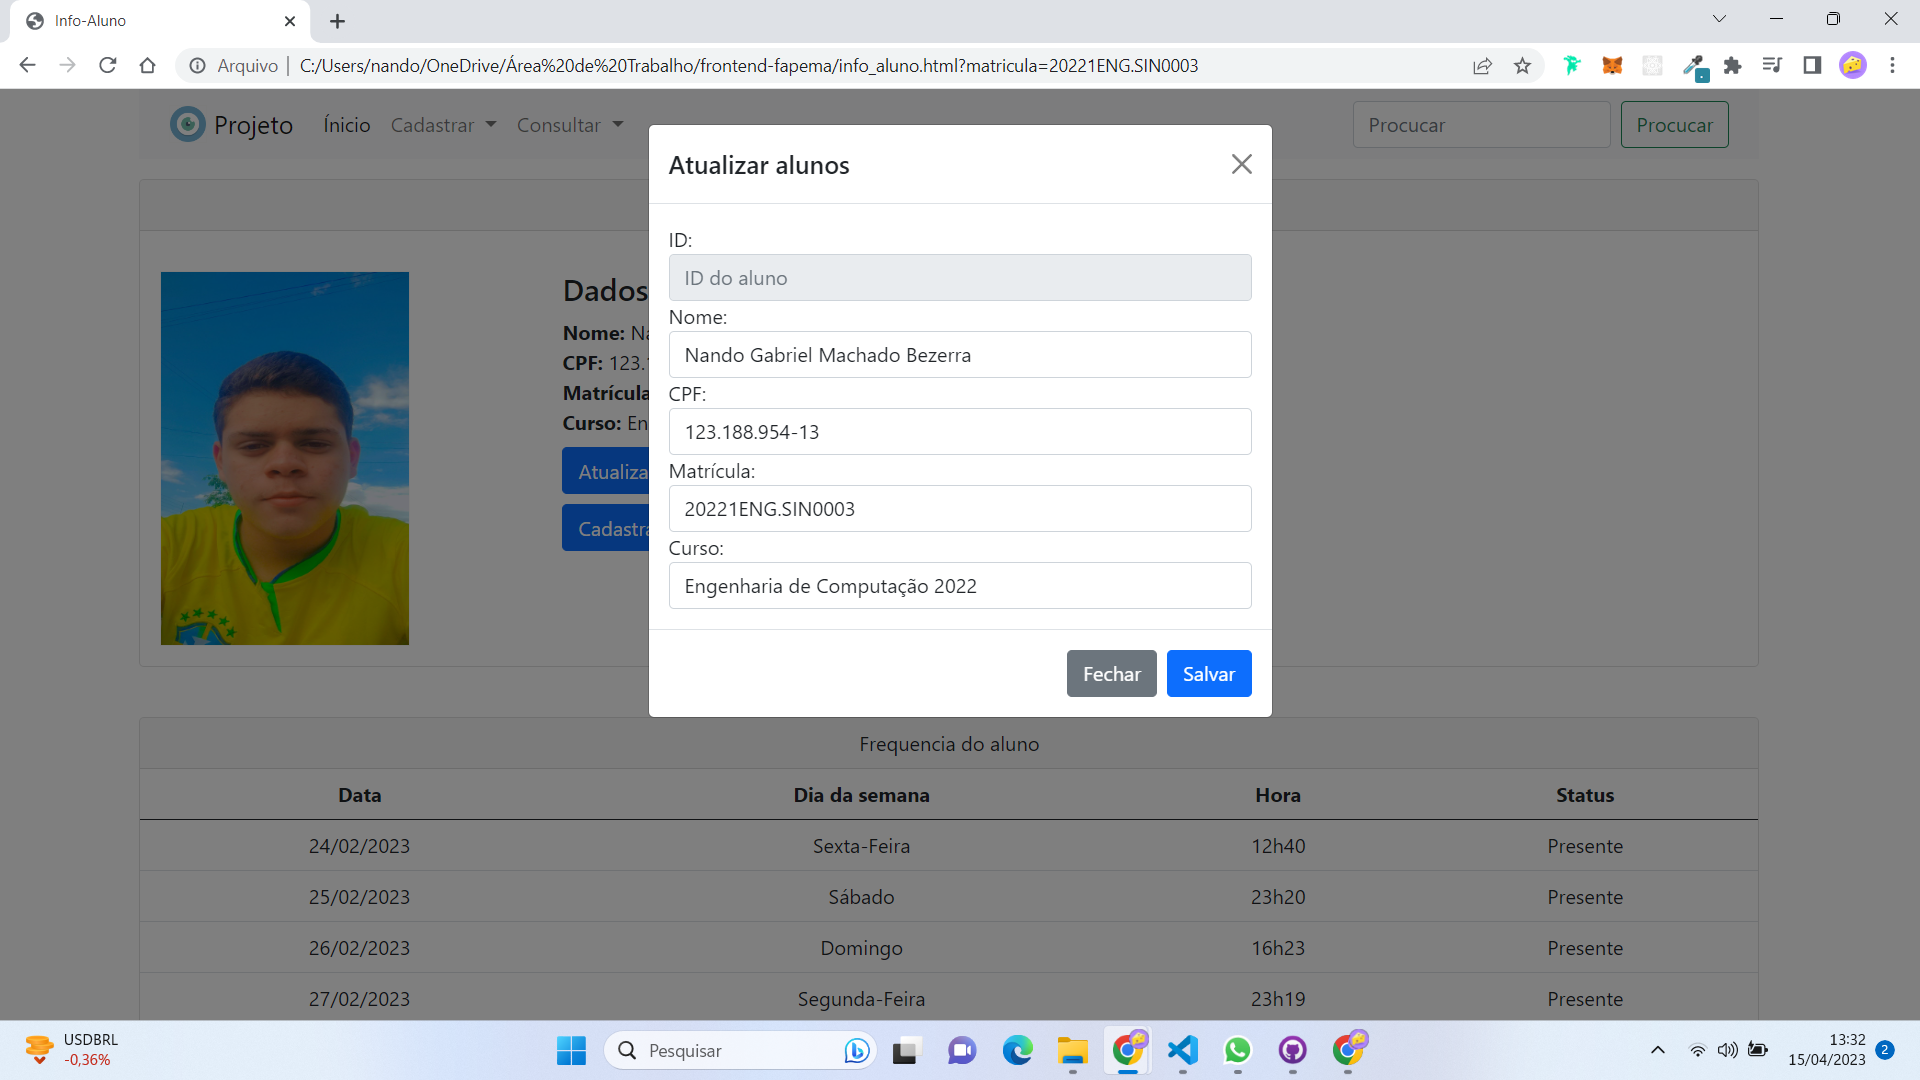 Info-Aluno
Arquivo | C:/Users/nando/OneDrive/Área%20de%20Trabalho/frontend-fapema/info_aluno.html?matricula=20221ENG.SIN0003
Projeto Ínicio Cadastrar Consultar Procucar Procucar
Atualizar alunos
ID:
ID do aluno
Nome:
Nando Gabriel Machado Bezerra
CPF:
123.188.954-13
Matrícula:
20221ENG.SIN0003
Curso:
Engenharia de Computação 2022
Fechar Salvar
Dados
Nome: Na
CPF: 123.
Matrícula
Curso: En
Atualiza
Cadastra
Frequencia do aluno
Data Dia da semana Hora Status
24/02/2023 Sexta-Feira 12h40 Presente
25/02/2023 Sábado 23h20 Presente
26/02/2023 Domingo 16h23 Presente
27/02/2023 Segunda-Feira 23h19 Presente
USDBRL
-0,36%
Pesquisar
13:32
15/04/2023
2